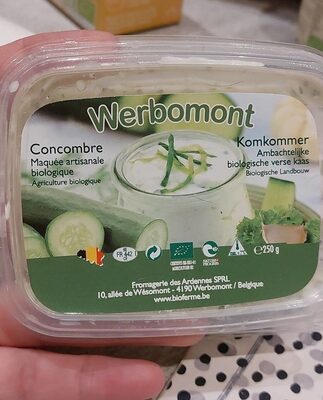 Werbomont
Concombre
Maquée artisanale
biologique
Agriculture biologique
Komkommer
Ambachtelijke
biologische verse kaas
Biologische Landbouw
℮250 g
Fromagerie des Ardennes SPRL
10, allée de Wésomont - 4190 Werbomont / Belgique
www.bioferme.be